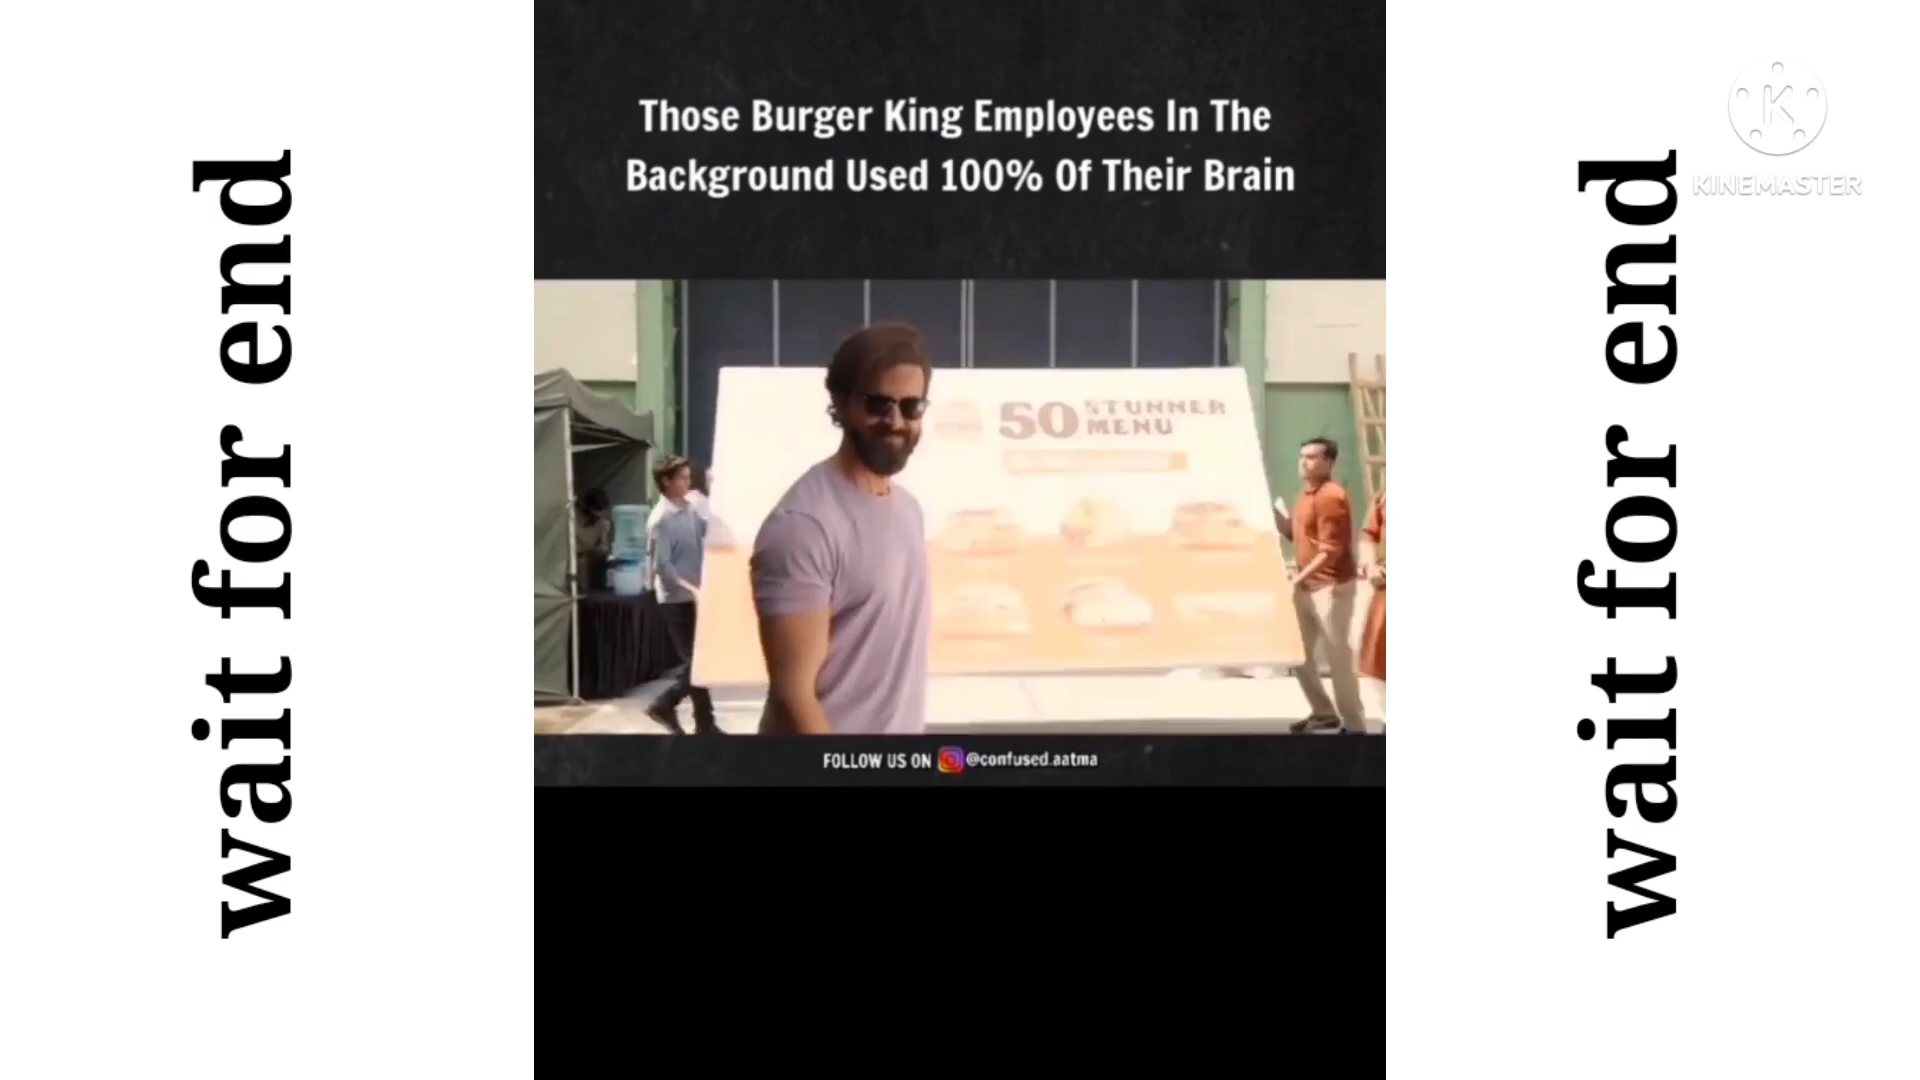 wait for end
Those Burger King Employees In The
Background Used 100% Of Their Brain
50 STUNNER
MENU
FOLLOW US ON @confused.aatma
wait for end
KINEMASTER